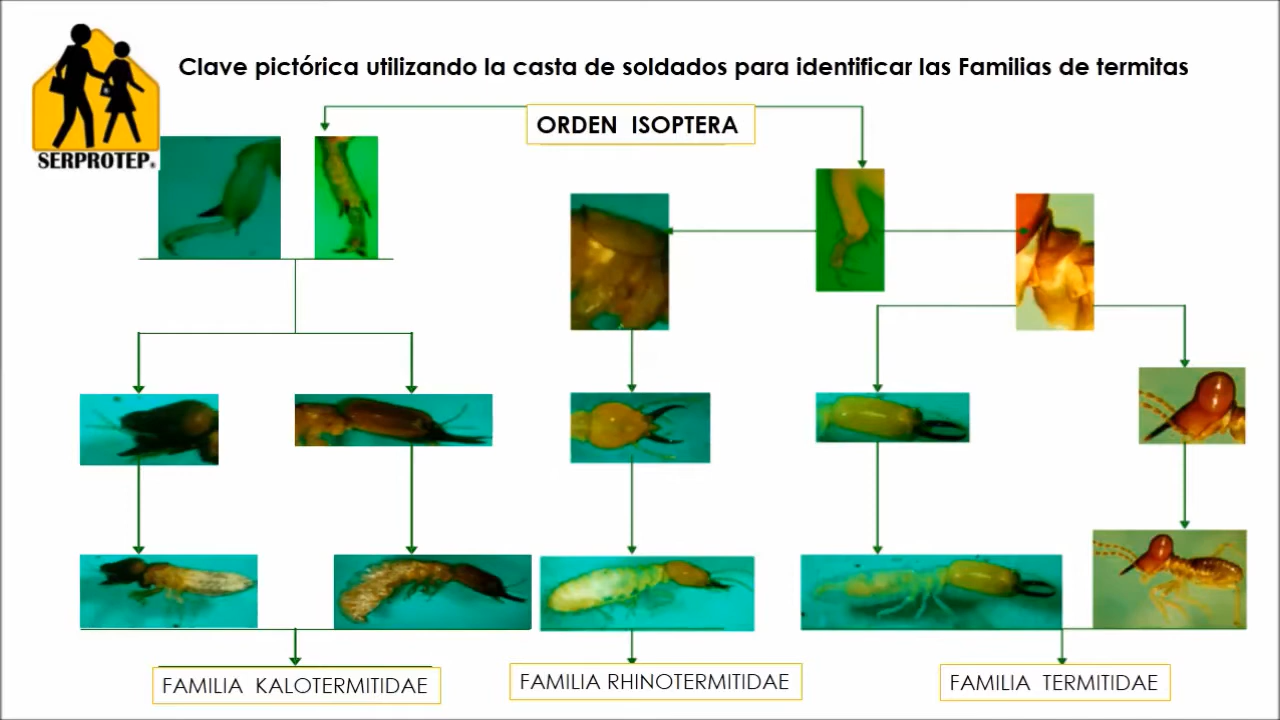 Clave pictórica utilizando la casta de soldados para identificar las Familias de termitas
ORDEN ISOPTERA
SERPROTEP®
FAMILIA KALOTERMITIDAE
FAMILIA RHINOTERMITIDAE
FAMILIA TERMITIDAE